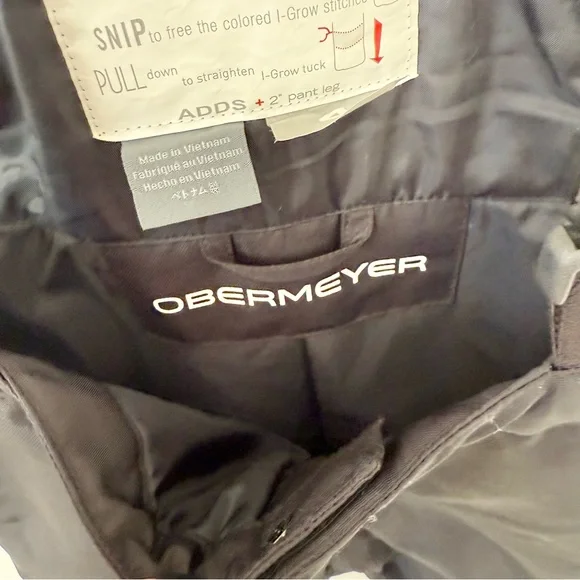 SNIP to free the colored I-Grow stitches
PULL down to straighten I-Grow tuck
ADDS + 2" pant leg
Made in Vietnam
Fabriqué au Vietnam
Hecho en Vietnam
ベトナム製
OBERMEYER